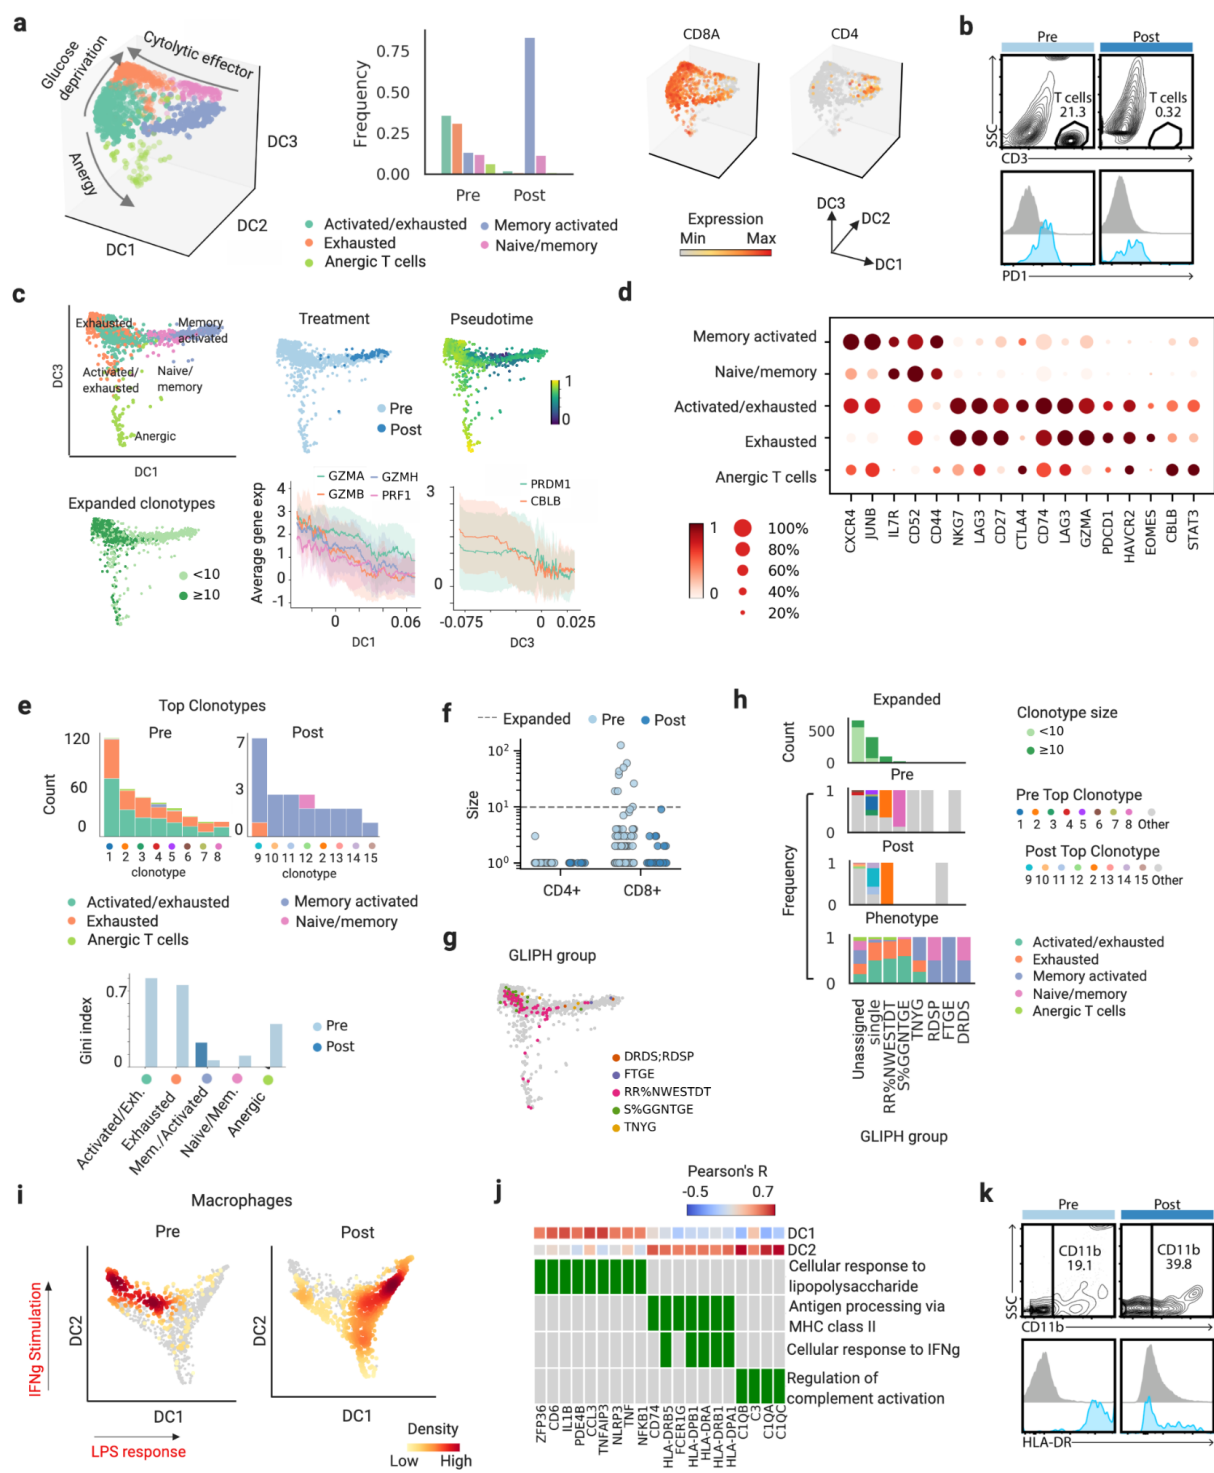 a
Glucose
deprivation
Cytolytic effector
Anergy
DC1
DC2
DC3
Frequency
0.75
0.50
0.25
0.00
Pre
Post
Activated/exhausted
Exhausted
Anergic T cells
Memory activated
Naive/memory
CD8A
CD4
Expression
Min
Max
DC3
DC2
DC1
b
Pre
Post
SSC
T cells
21.3
T cells
0.32
CD3
PD1
c
Exhausted
Memory
activated
Activated/
exhausted
Naive/
memory
Anergic
DC3
DC1
Treatment
Pre
Post
Pseudotime
1
0
Expanded clonotypes
<10
≥10
Average gene exp
4
3
2
1
0
-1
GZMA
GZMH
GZMB
PRF1
0
0.06
DC1
3
0
PRDM1
CBLB
-0.075
0
0.025
DC3
d
Memory activated
Naive/memory
Activated/exhausted
Exhausted
Anergic T cells
CXCR4
JUNB
IL7R
CD52
CD44
NKG7
LAG3
CD27
CTLA4
CD74
LAG3
GZMA
PDCD1
HAVCR2
EOMES
CBLB
STAT3
1
0
100%
80%
60%
40%
20%
e
Top Clonotypes
Pre
Post
Count
120
60
0
7
3
0
1 2 3 4 5 6 7 8
clonotype
9 10 11 12 2 13 14 15
clonotype
Activated/exhausted
Exhausted
Anergic T cells
Memory activated
Naive/memory
Gini index
0.7
0
Pre
Post
Activated/Exh.
Exhausted
Mem./Activated
Naive/Mem.
Anergic
f
Expanded
Pre
Post
Size
10²
10¹
10⁰
CD4+
CD8+
g
GLIPH group
DRDS;RDSP
FTGE
RR%NWESTDT
S%GGNTGE
TNYG
h
Expanded
Count
500
0
Clonotype size
<10
≥10
Pre
1
0
Pre Top Clonotype
1 2 3 4 5 6 7 8 Other
Post
1
0
Post Top Clonotype
9 10 11 12 2 13 14 15 Other
Frequency
Phenotype
1
0
Activated/exhausted
Exhausted
Memory activated
Naive/memory
Anergic T cells
Unassigned
single
RR%NWESTDT
S%GGNTGE
TNYG
RDSP
FTGE
DRDS
GLIPH group
i
Macrophages
Pre
Post
IFNg Stimulation
DC2
DC1
LPS response
DC2
DC1
Density
Low
High
j
Pearson's R
-0.5
0.7
DC1
DC2
Cellular response to
lipopolysaccharide
Antigen processing via
MHC class II
Cellular response to IFNg
Regulation of
complement activation
ZFP36
CD6
IL1B
PDE4B
CCL3
TNFAIP3
NLRP3
TNF
NFKB1
CD74
HLA-DRB5
FCER1G
HLA-DPB1
HLA-DRA
HLA-DRB1
HLA-DPA1
C1QB
C3
C1QA
C1QC
k
Pre
Post
SSC
CD11b
19.1
CD11b
39.8
CD11b
HLA-DR